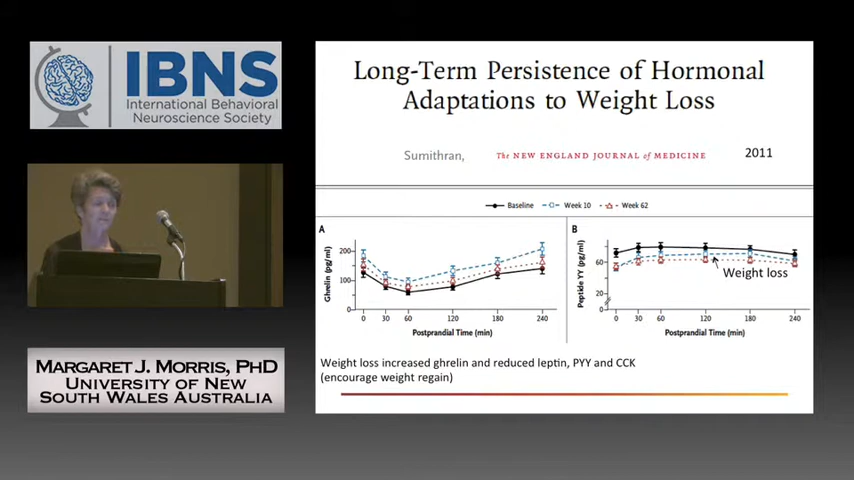 IBNS
International Behavioral
Neuroscience Society
MARGARET J. MORRIS, PHD
UNIVERSITY OF NEW
SOUTH WALES AUSTRALIA
Long-Term Persistence of Hormonal
Adaptations to Weight Loss
Sumithran, The NEW ENGLAND JOURNAL of MEDICINE 2011
Baseline Week 10 Week 62
A
Ghrelin (pg/ml)
200
100
0
0 30 60 120 180 240
Postprandial Time (min)
B
Peptide YY (pg/ml)
60
20
0
0 30 60 120 180 240
Postprandial Time (min)
Weight loss
Weight loss increased ghrelin and reduced leptin, PYY and CCK
(encourage weight regain)